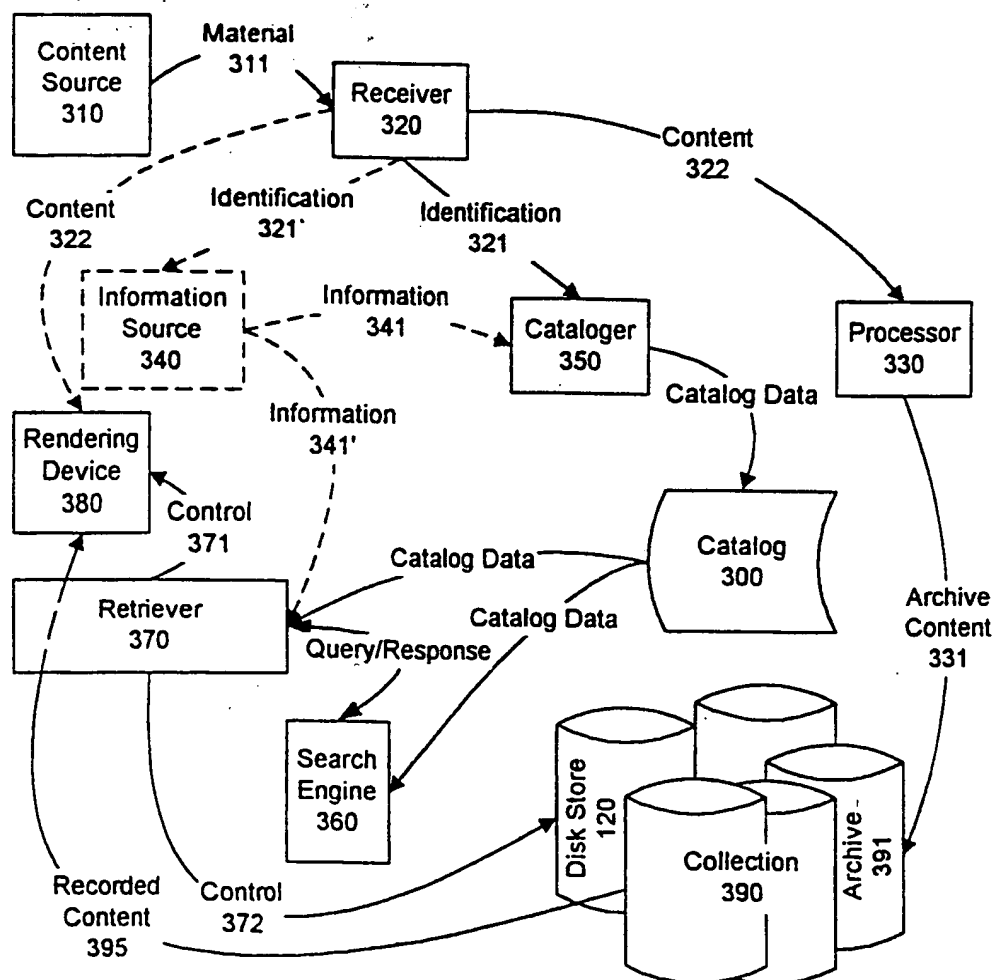 Content
Source
310
Material
311
Receiver
320
Content
322
Content
322
Identification
321'
Identification
321
Information
Source
340
Information
341
Cataloger
350
Processor
330
Information
341'
Catalog Data
Rendering
Device
380
Control
371
Catalog
300
Catalog Data
Retriever
370
Catalog Data
Query/Response
Archive
Content
331
Search
Engine
360
Disk Store
120
Collection
390
Archive
391
Recorded
Content
395
Control
372